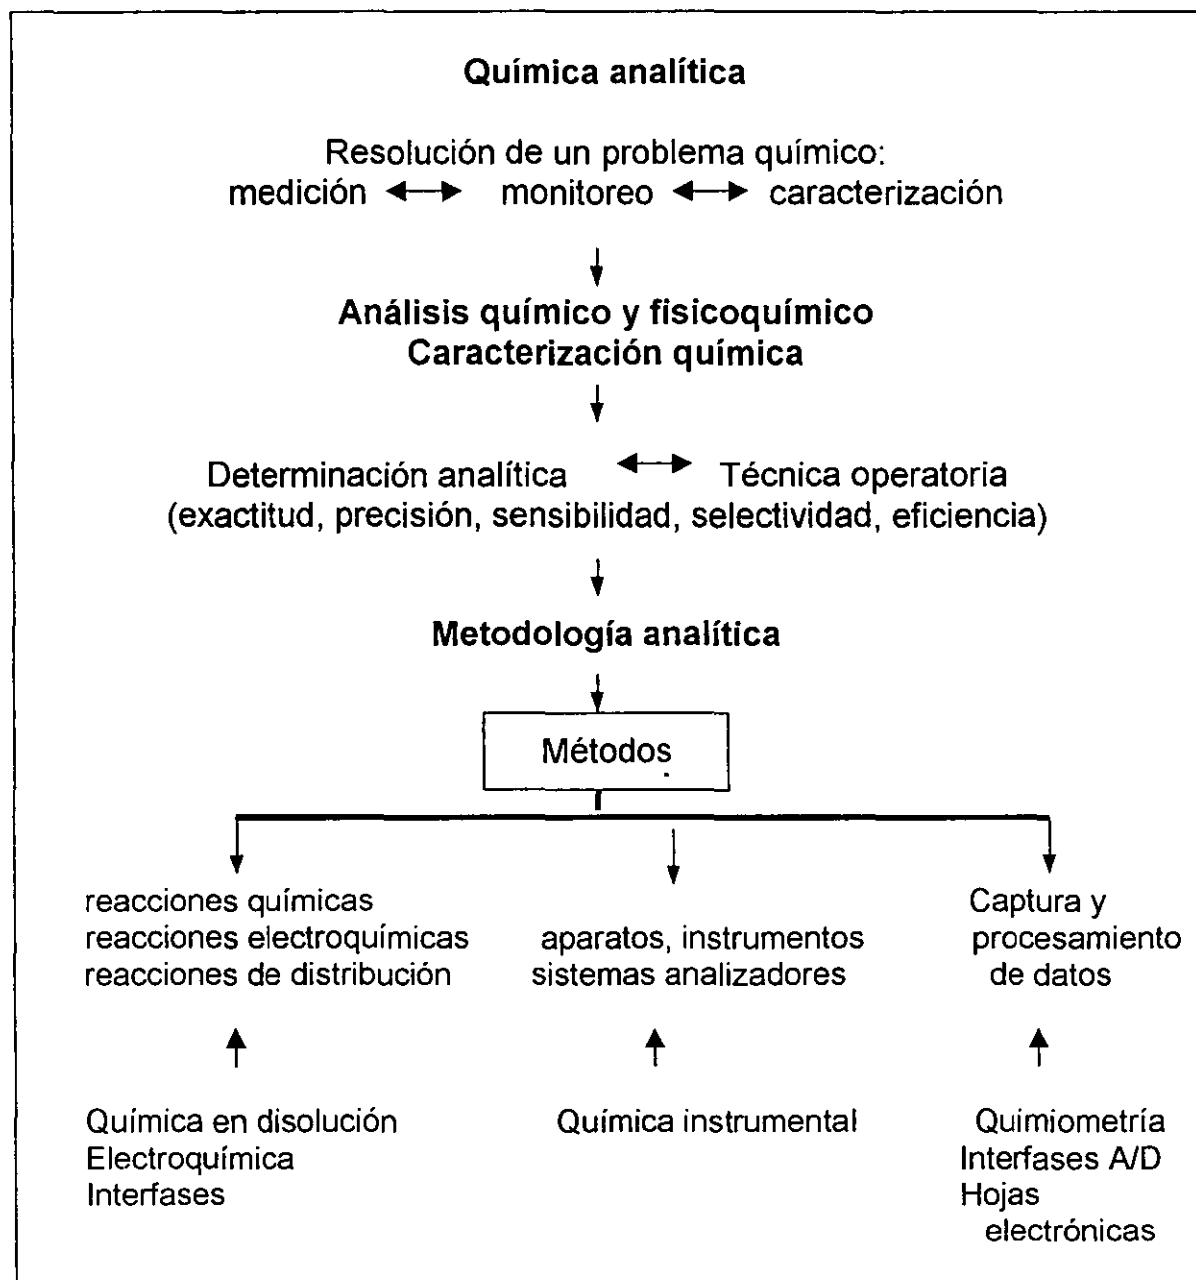 Química analítica
Resolución de un problema químico:
medición monitoreo caracterización
Análisis químico y fisicoquímico
Caracterización química
Determinación analítica Técnica operatoria
(exactitud, precisión, sensibilidad, selectividad, eficiencia)
Metodología analítica
Métodos
reacciones químicas
reacciones electroquímicas
reacciones de distribución
aparatos, instrumentos
sistemas analizadores
Captura y
procesamiento
de datos
Química en disolución
Electroquímica
Interfases
Química instrumental
Quimiometría
Interfases A/D
Hojas
electrónicas